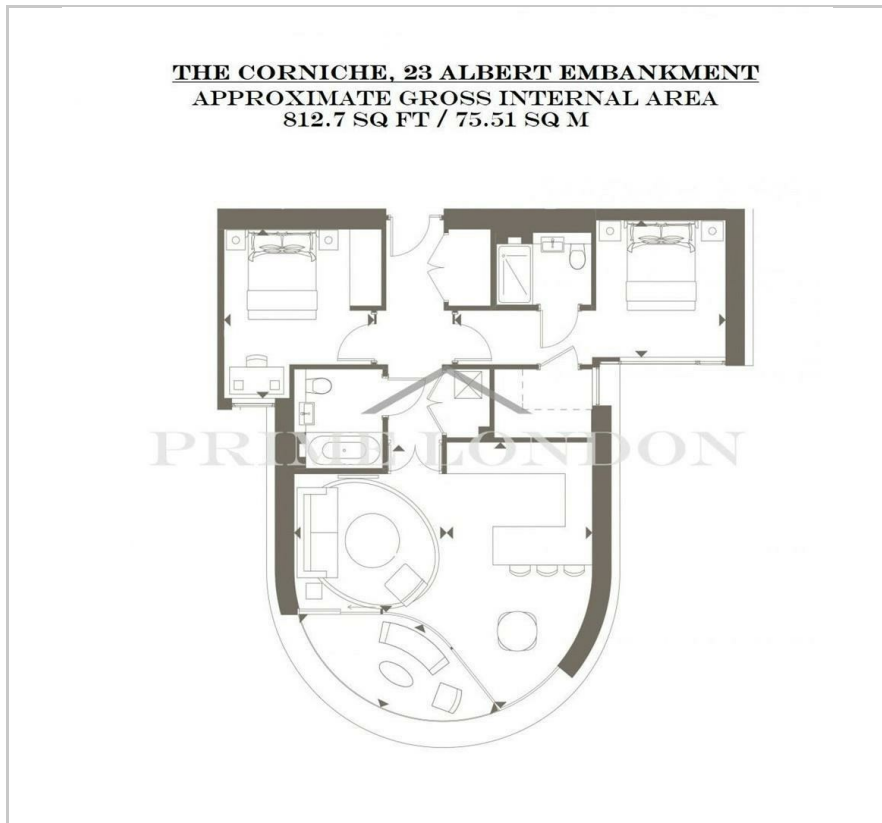 THE CORNICHE, 23 ALBERT EMBANKMENT
APPROXIMATE GROSS INTERNAL AREA
812.7 SQ FT / 75.51 SQ M
PRIME LONDON